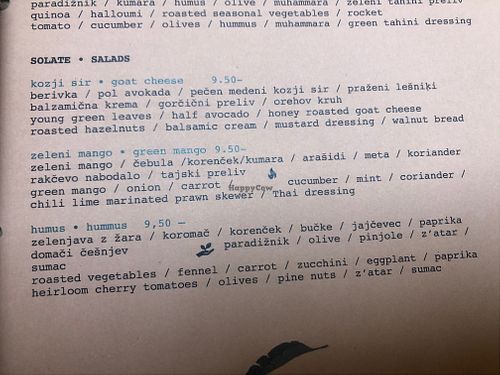 paradižnik / kumara / humus / olive / muhammara / zeleni tahini preliv
quinoa / halloumi / roasted seasonal vegetables / rocket
tomato / cucumber / olives / hummus / muhammara / green tahini dressing
SOLATE • SALADS
kozji sir • goat cheese 9.50-
berivka / pol avokada / pečen medeni kozji sir / praženi lešniki
balzamična krema / gorčični preliv / orehov kruh
young green leaves / half avocado / honey roasted goat cheese
roasted hazelnuts / balsamic cream / mustard dressing / walnut bread
zeleni mango • green mango 9.50-
zeleni mango / čebula /korenček/kumara / arašidi / meta / koriander
rakčevo nabodalo / tajski preliv
green mango / onion / carrot / cucumber / mint / coriander /
chili lime marinated prawn skewer / Thai dressing
HappyCow
humus • hummus 9,50 —
zelenjava z žara / koromač / korenček / bučke / jajčevec / paprika
domači češnjev paradižnik / olive / pinjole / z’atar /
sumac
roasted vegetables / fennel / carrot / zucchini / eggplant / paprika
heirloom cherry tomatoes / olives / pine nuts / z’atar / sumac